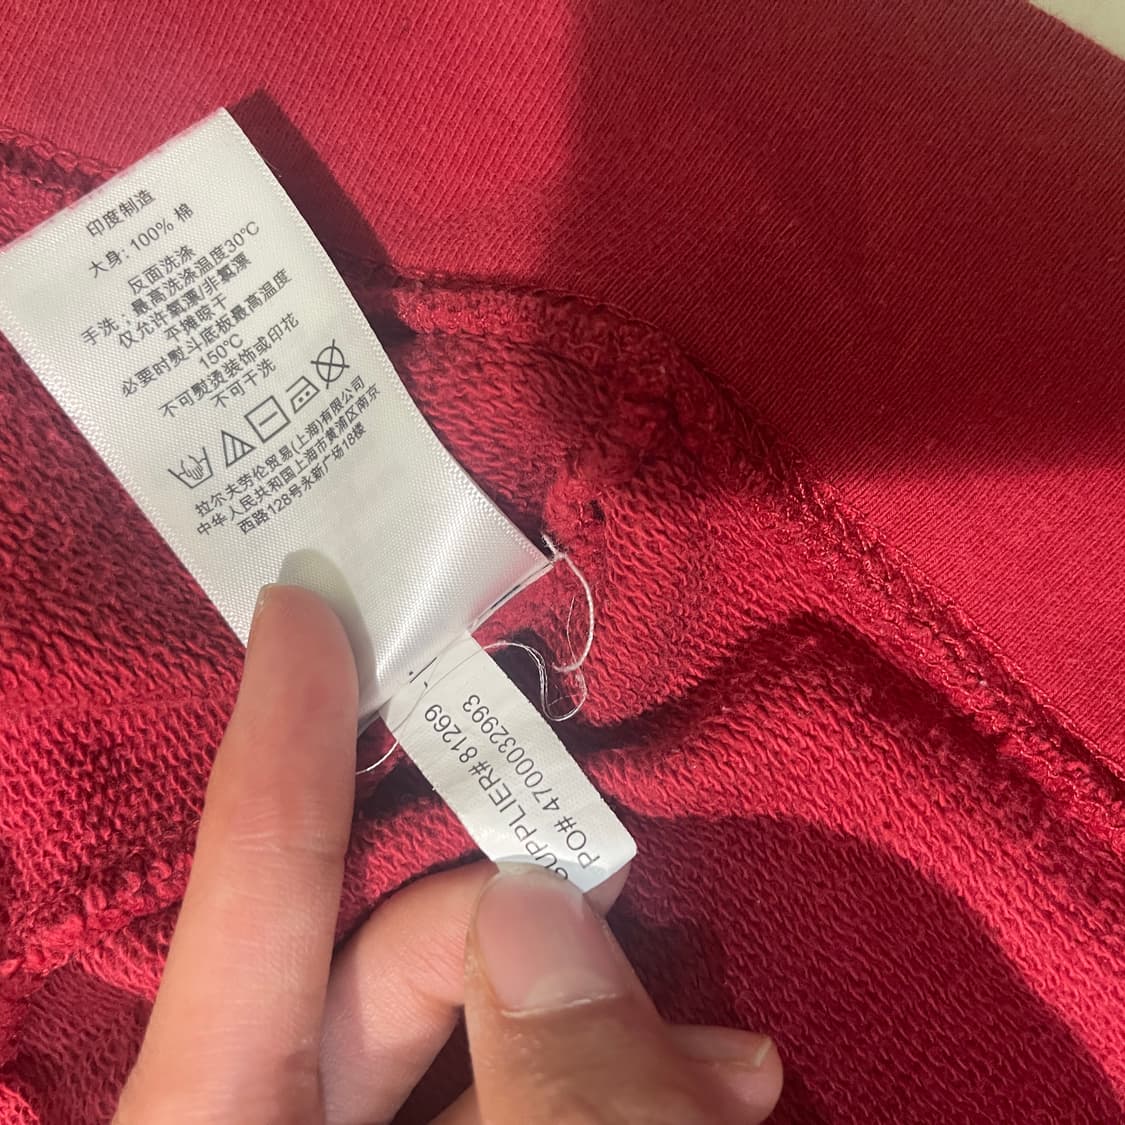 印度制造
大身: 100% 棉
反面洗涤
最高洗涤温度30°C
手洗 ; 仅允许氧漂/非氯漂
不摊晾干
必要时熨斗底板最高温度
150°C
不可熨烫装饰或印花
不可干洗
拉尔夫劳伦贸易(上海)有限公司
中华人民共和国上海市黄浦区南京
西路128号永新广场18楼
SUPPLIER# 81269
PO# 4700032993